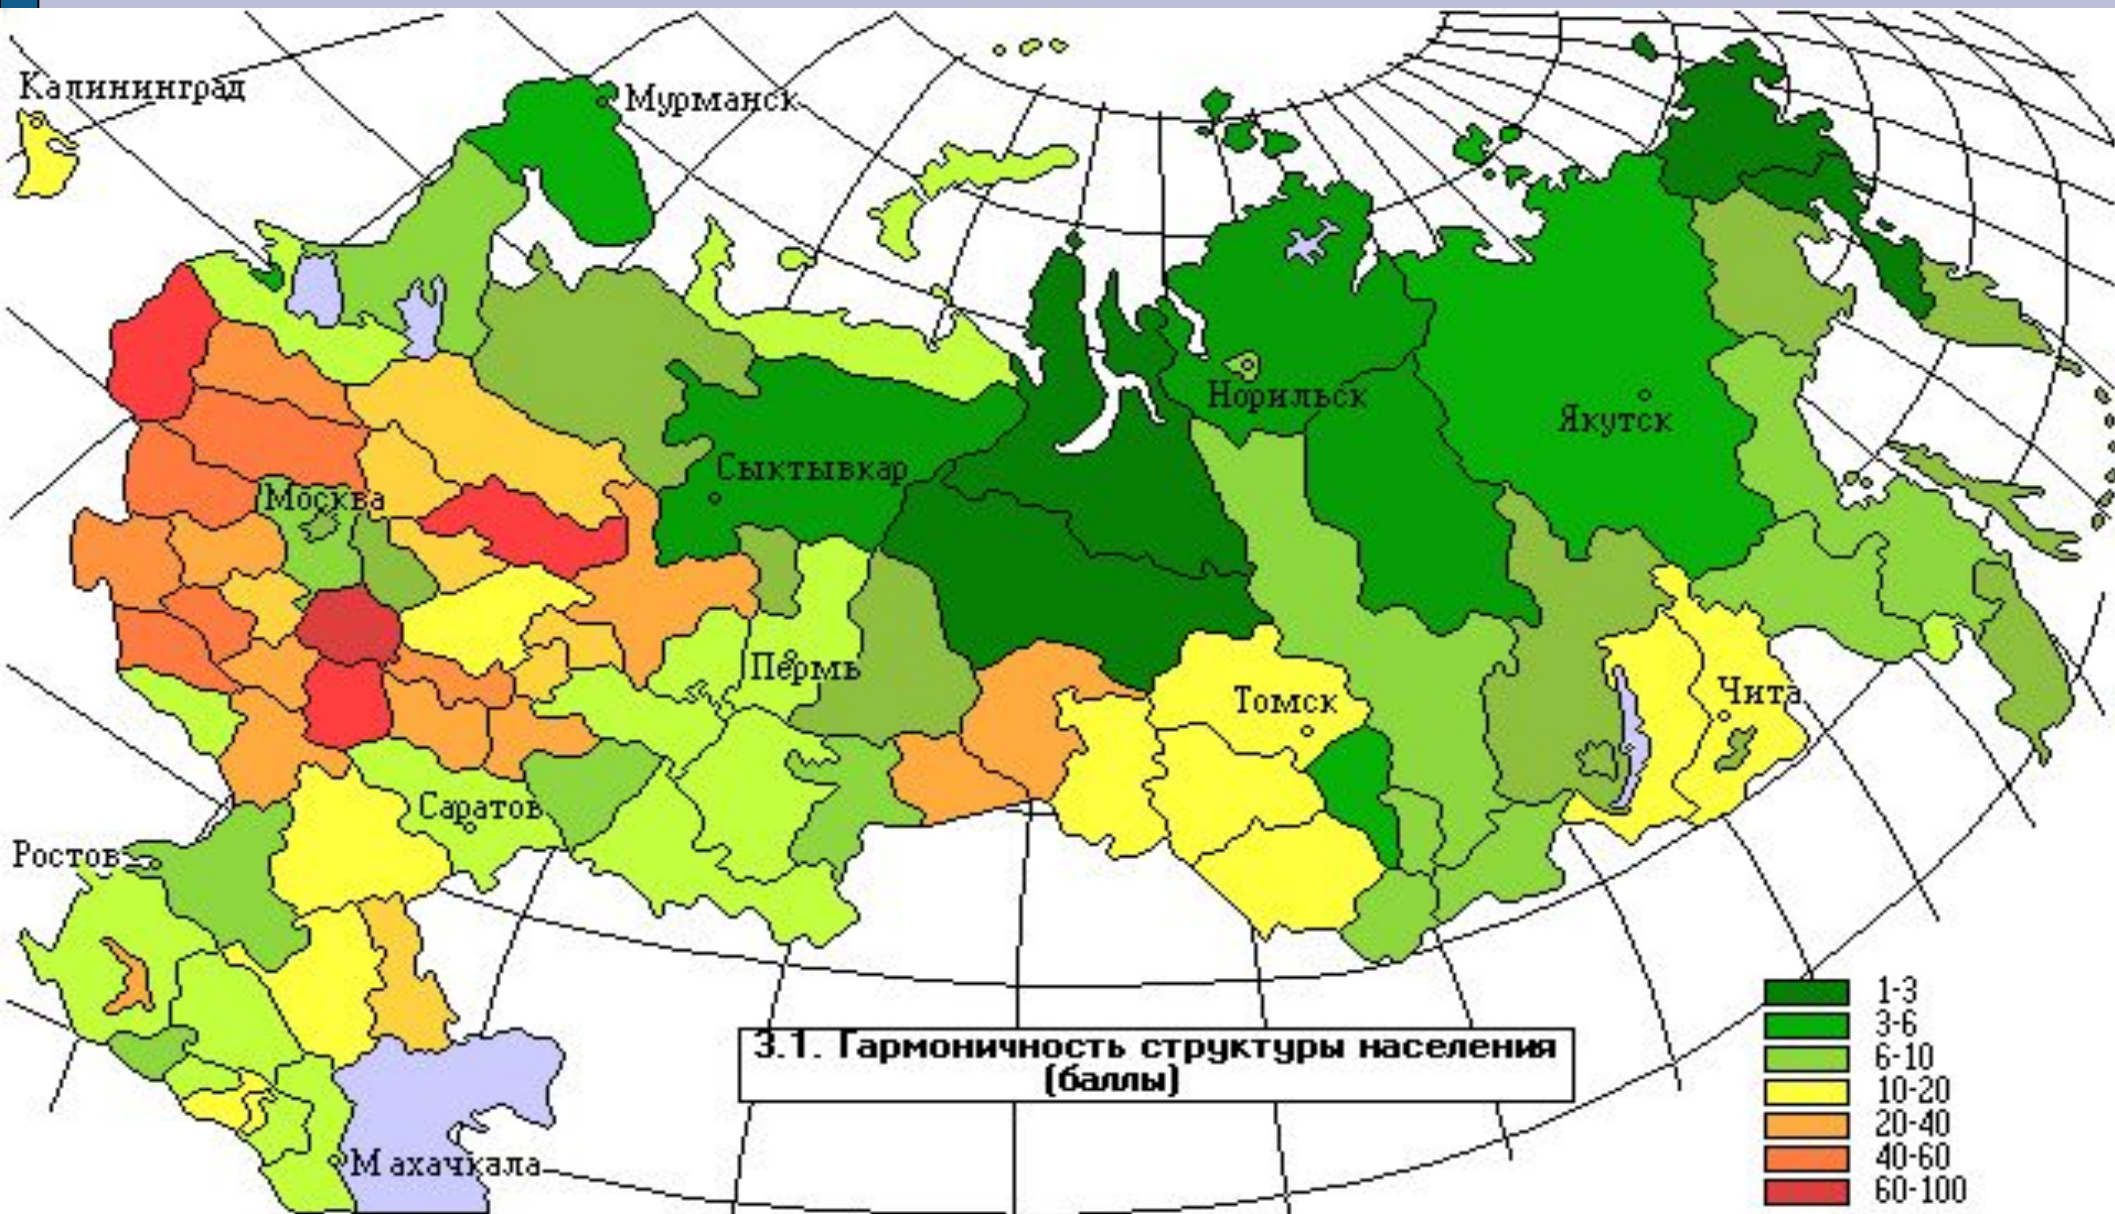 Калининград
Мурманск
Норильск
Якутск
Сыктывкар
Москва
Пермь
Томск
Чита
Саратов
Ростов
Махачкала
3.1. Гармоничность структуры населения
(баллы)
1-3
3-6
6-10
10-20
20-40
40-60
60-100